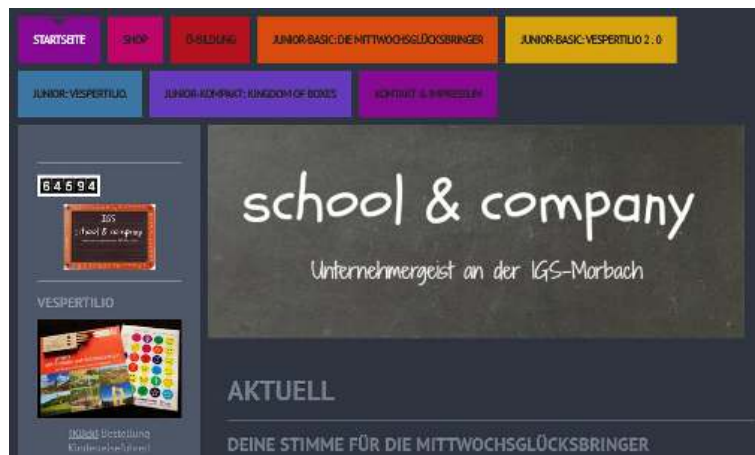 STARTSEITE
SHOP
Ö-BILDUNG
JUNIOR-BASIC: DIE MITTWOCHSGLÜCKSBRINGER
JUNIOR-BASIC: VESPERTILIO 2.0
JUNIOR: VESPERTILIO.
JUNIOR-KOMPAKT: KINGDOM OF BOXES
KONTAKT & IMPRESSUM
64594
IGS
school & company
VESPERTILIO
Bestellung
Kinderreiseführer!
school & company
Unternehmergeist an der IGS-Morbach
AKTUELL
DEINE STIMME FÜR DIE MITTWOCHSGLÜCKSBRINGER